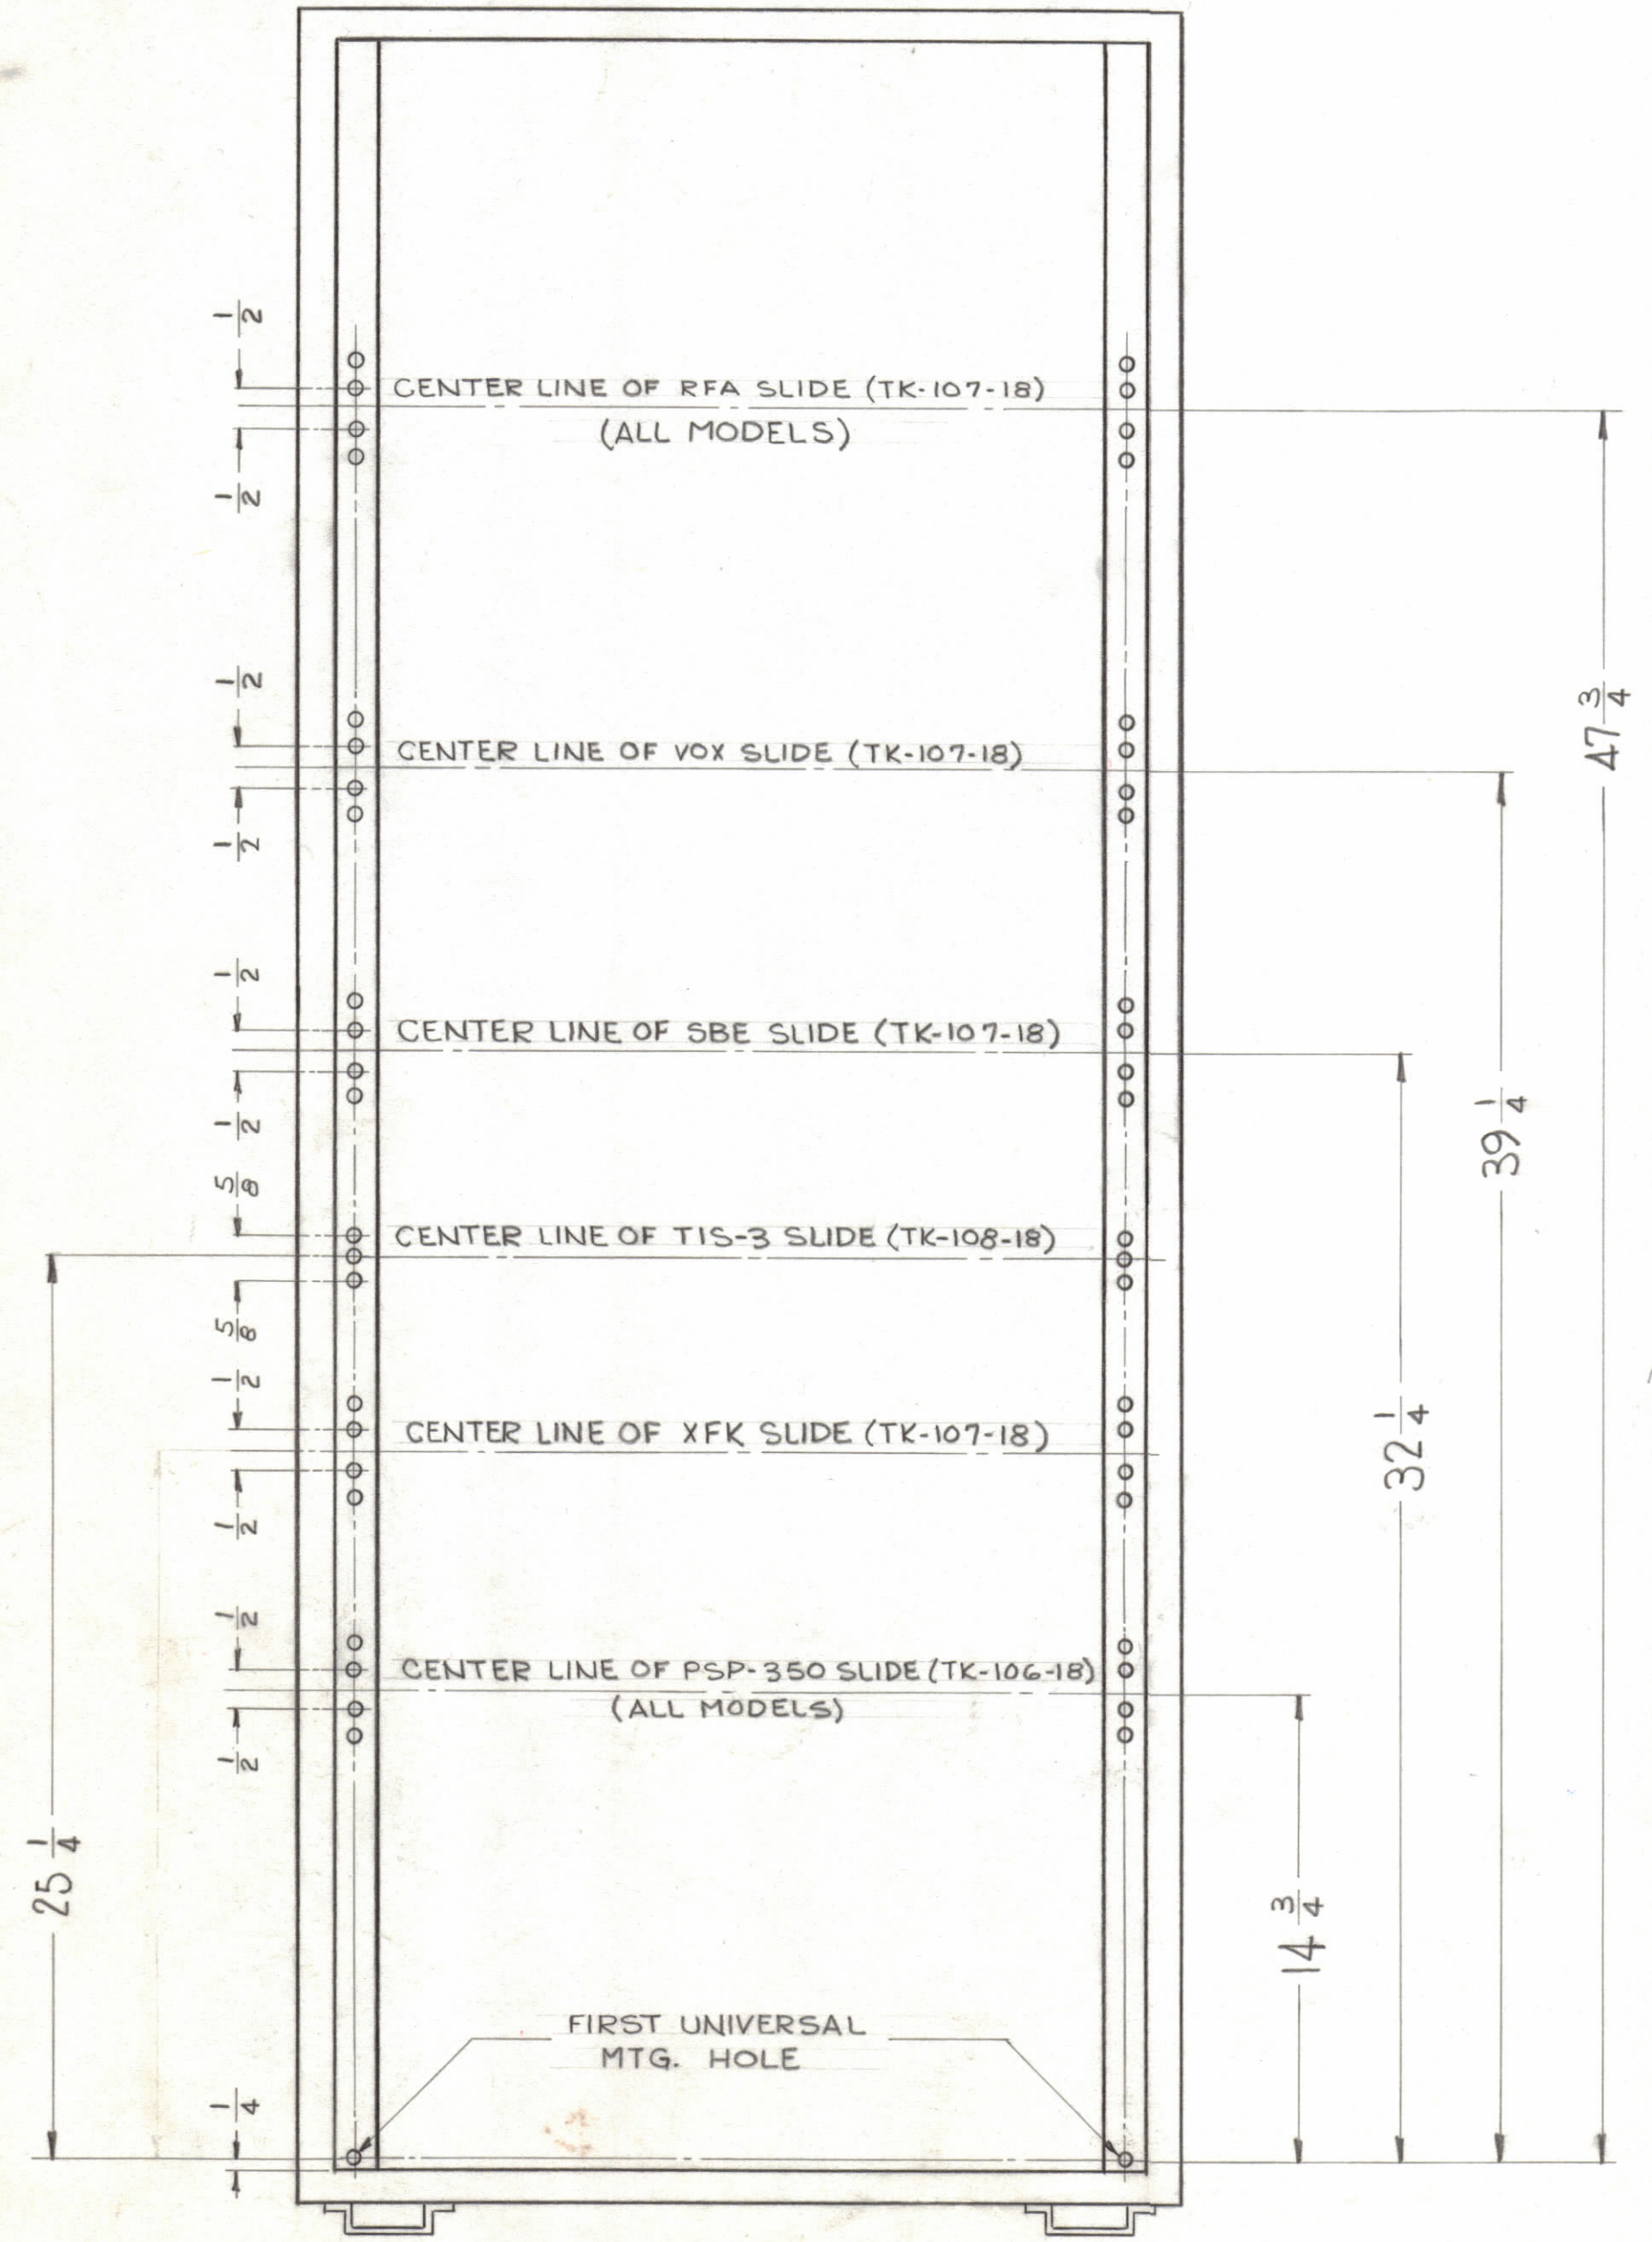 1/2
CENTER LINE OF RFA SLIDE (TK-107-18)
(ALL MODELS)
1/2
47 3/4
1/2
CENTER LINE OF VOX SLIDE (TK-107-18)
1/2
39 1/4
1/2
CENTER LINE OF SBE SLIDE (TK-107-18)
1/2
32 1/4
5/8
CENTER LINE OF TIS-3 SLIDE (TK-108-18)
5/8
1/2
CENTER LINE OF XFK SLIDE (TK-107-18)
1/2
1/2
CENTER LINE OF PSP-350 SLIDE (TK-106-18)
(ALL MODELS)
1/2
25 1/4
14 3/4
FIRST UNIVERSAL
MTG. HOLE
1/4